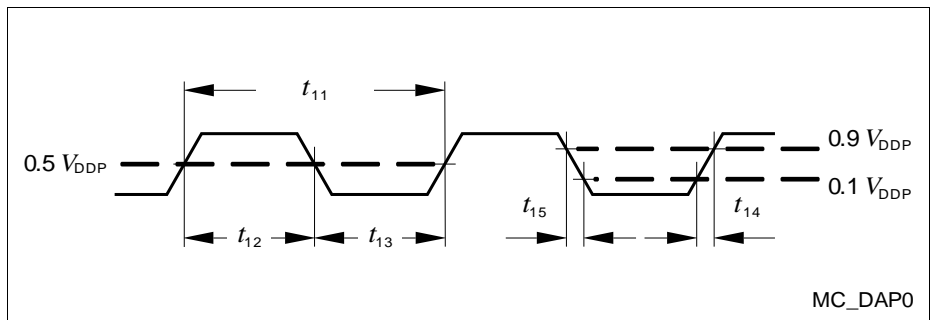 t11
0.5 VDDP
0.9 VDDP
0.1 VDDP
t15
t14
t12
t13
MC_DAP0